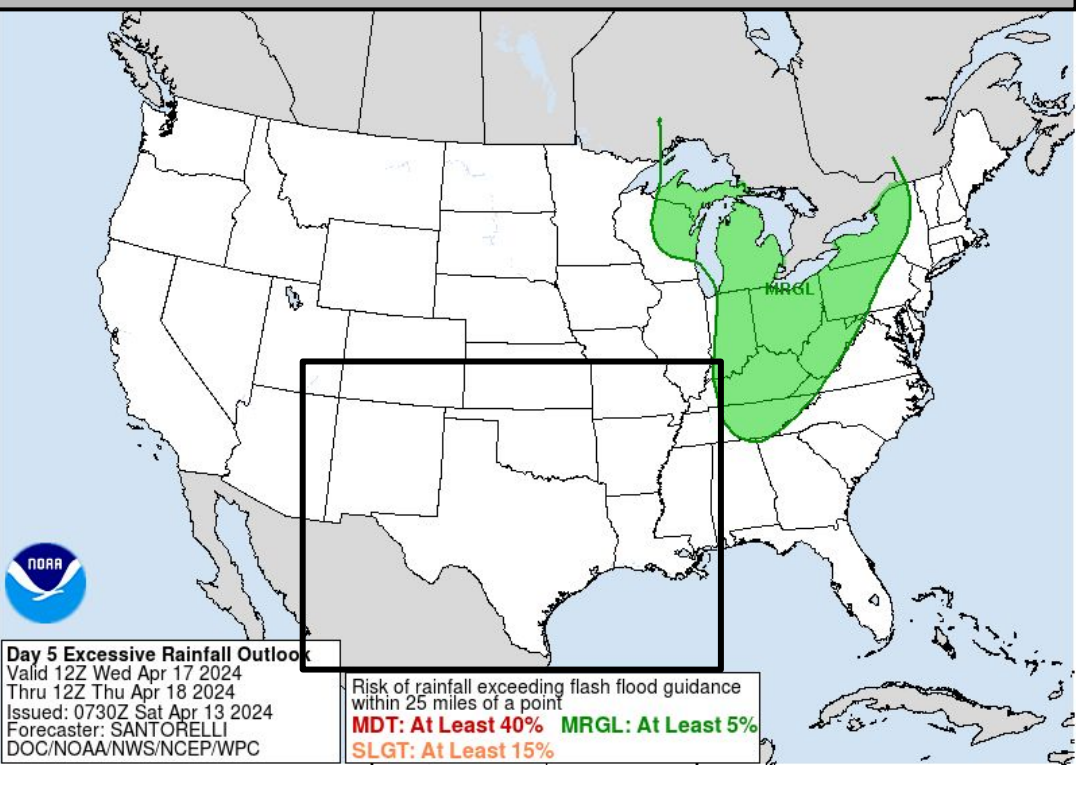 MRGL
NOAA
Day 5 Excessive Rainfall Outlook
Valid 12Z Wed Apr 17 2024
Thru 12Z Thu Apr 18 2024
Issued: 0730Z Sat Apr 13 2024
Forecaster: SANTORELLI
DOC/NOAA/NWS/NCEP/WPC
Risk of rainfall exceeding flash flood guidance
within 25 miles of a point
MDT: At Least 40% MRGL: At Least 5%
SLGT: At Least 15%